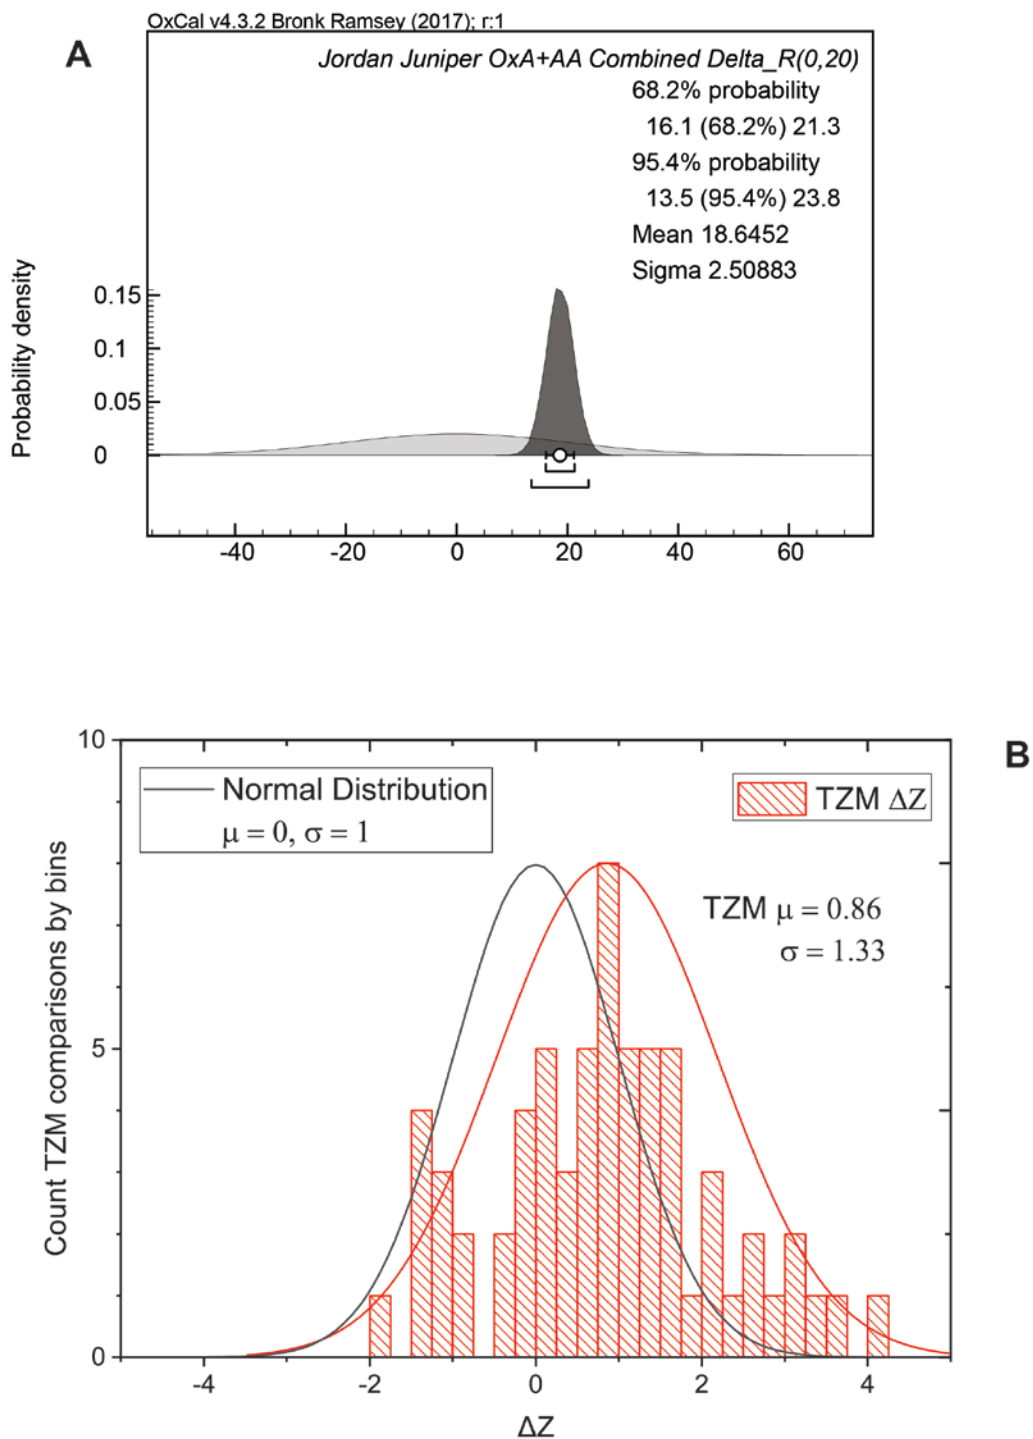 OxCal v4.3.2 Bronk Ramsey (2017); r:1
A
Jordan Juniper OxA+AA Combined Delta_R(0,20)
68.2% probability
16.1 (68.2%) 21.3
95.4% probability
13.5 (95.4%) 23.8
Mean 18.6452
Sigma 2.50883
Probability density
0.15
0.1
0.05
0
-40 -20 0 20 40 60
B
10
5
0
Normal Distribution
μ = 0, σ = 1
TZM ΔZ
TZM μ = 0.86
σ = 1.33
Count TZM comparisons by bins
-4 -2 0 2 4
ΔZ